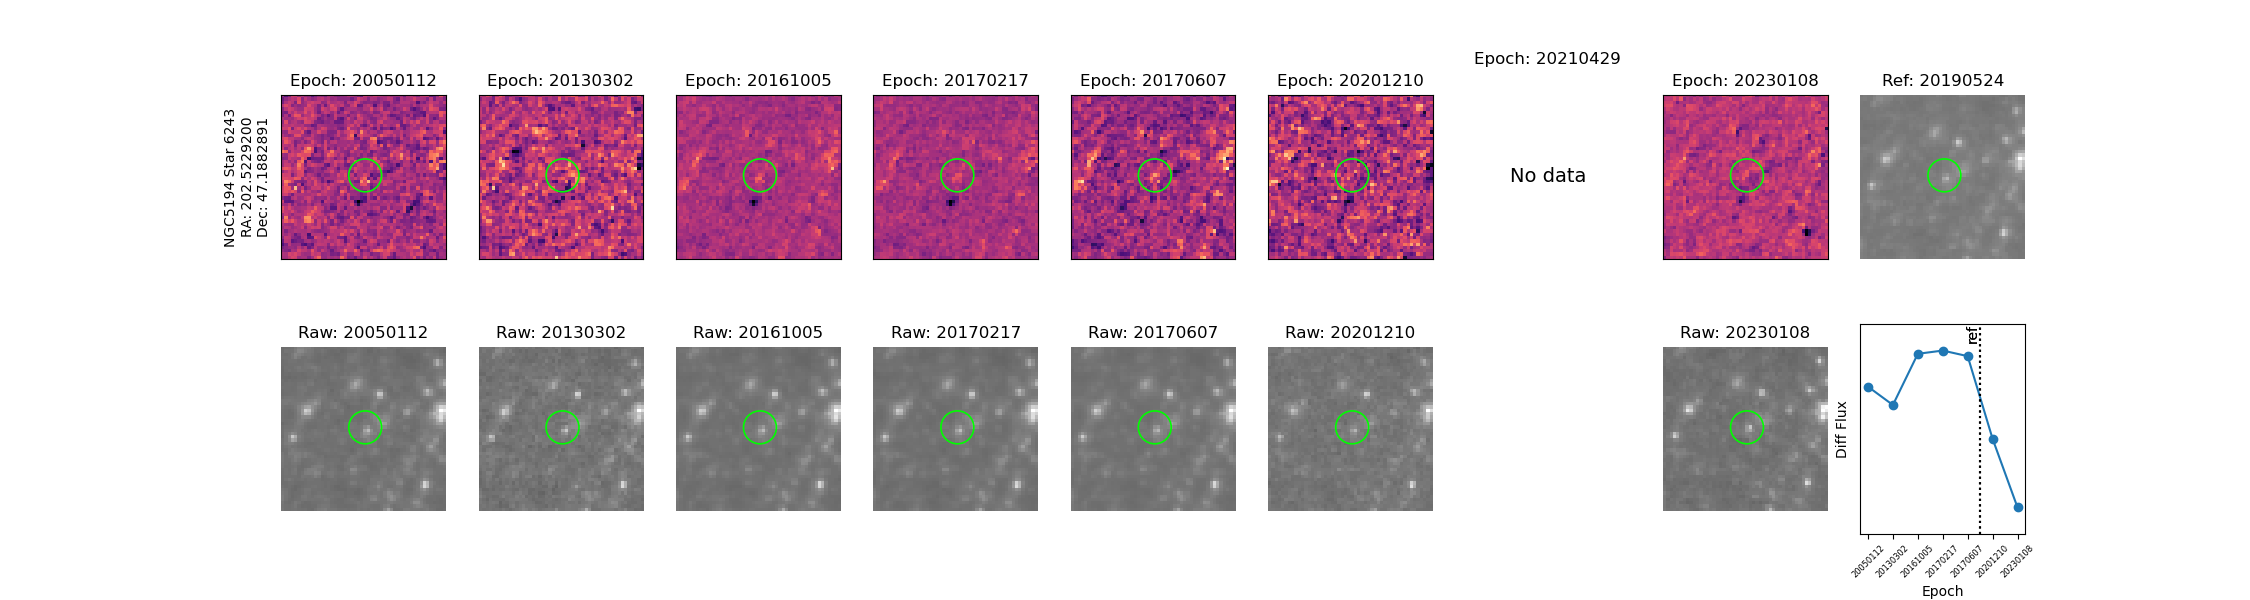 Epoch: 20210429
Epoch: 20050112
Epoch: 20130302
Epoch: 20161005
Epoch: 20170217
Epoch: 20170607
Epoch: 20201210
Epoch: 20230108
Ref: 20190524
NGC5194 Star 6243
RA: 202.5229200
Dec: 47.1882891
No data
Raw: 20050112
Raw: 20130302
Raw: 20161005
Raw: 20170217
Raw: 20170607
Raw: 20201210
Raw: 20230108
ref
Diff Flux
20050112
20130302
20161005
20170217
20170607
20201210
20230108
Epoch